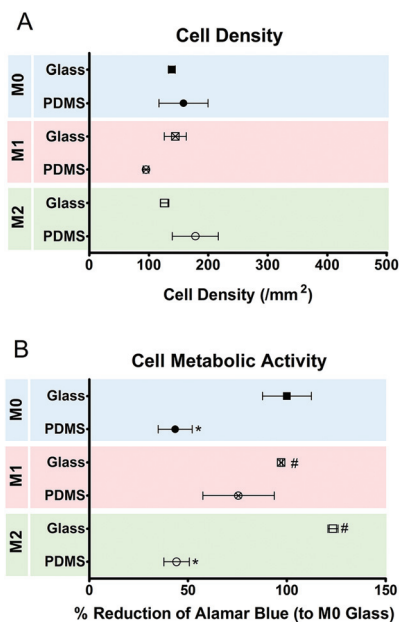 A
Cell Density
M0
Glass
PDMS
M1
Glass
PDMS
M2
Glass
PDMS
0 100 200 300 400 500
Cell Density (/mm²)
B
Cell Metabolic Activity
M0
Glass
PDMS *
M1
Glass #
PDMS
M2
Glass #
PDMS *
0 50 100 150
% Reduction of Alamar Blue (to M0 Glass)